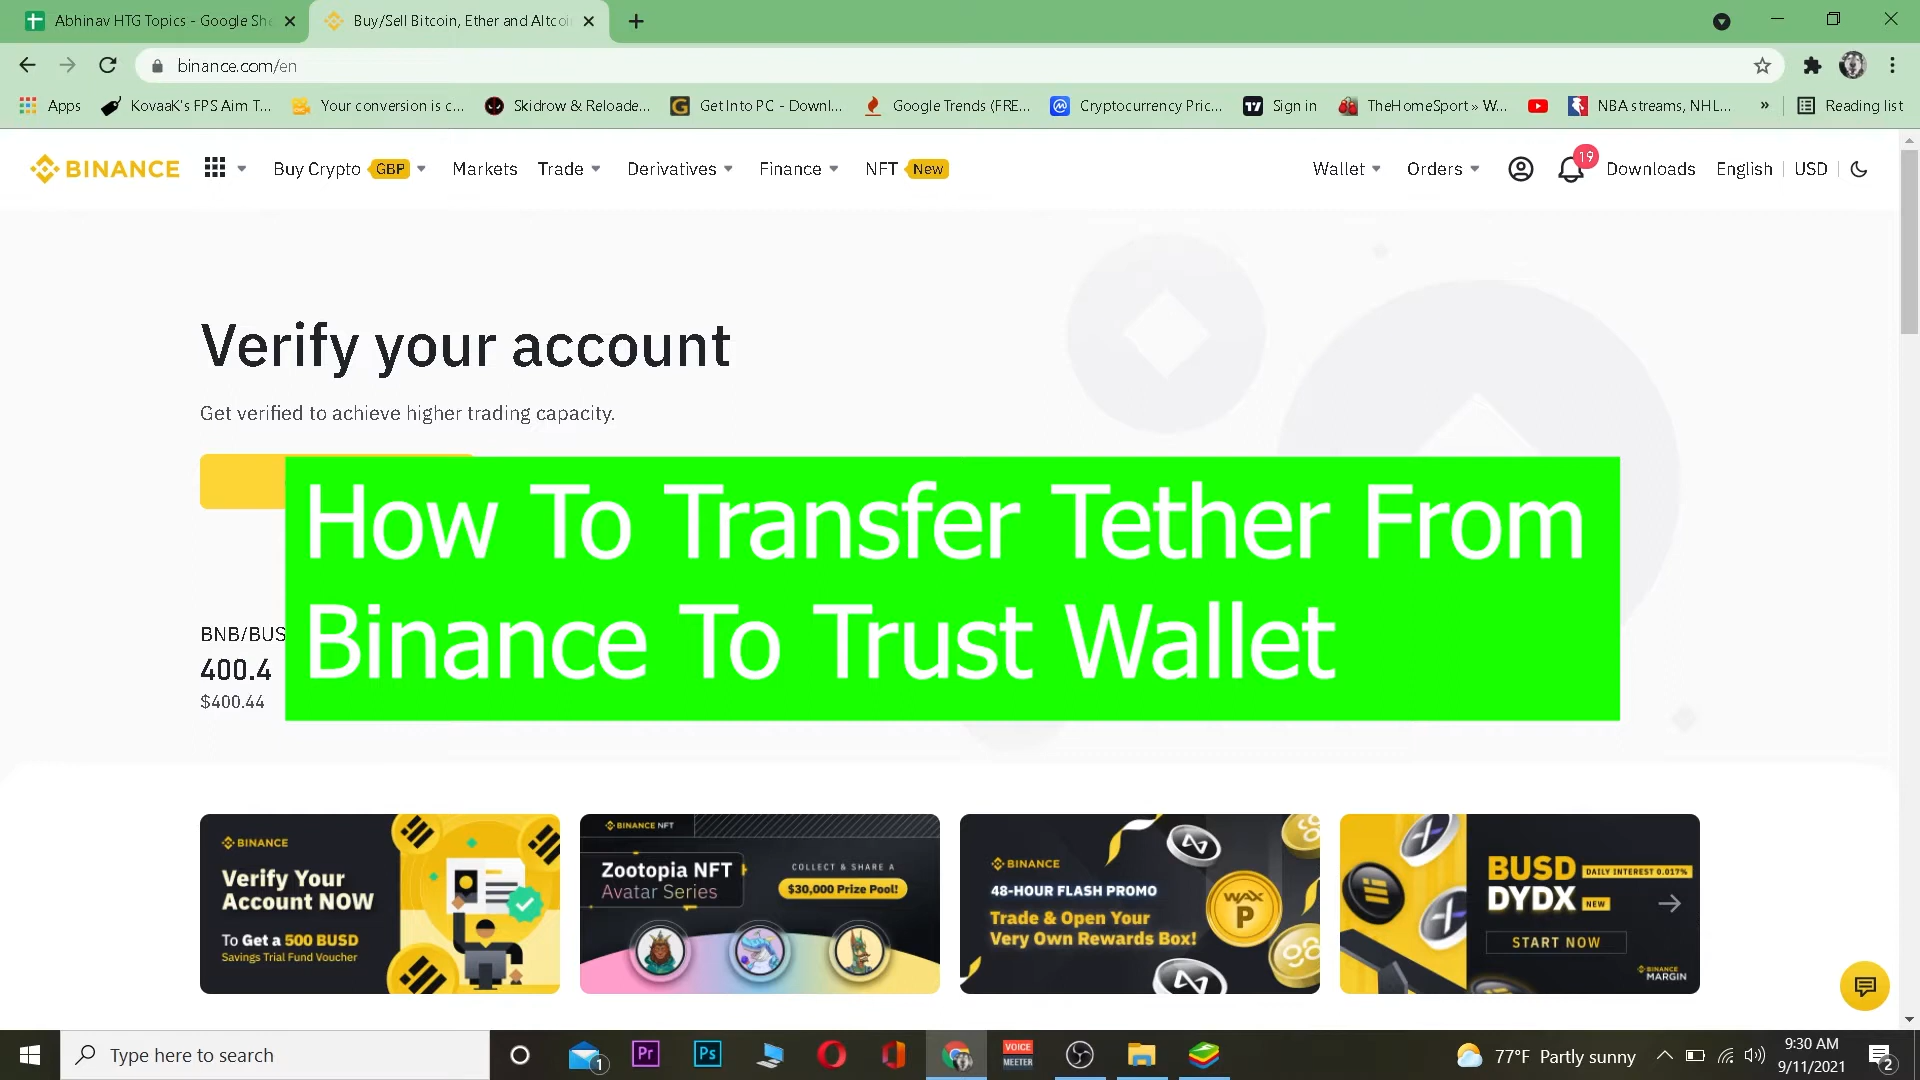 Abhinav HTG Topics - Google She
Buy/Sell Bitcoin, Ether and Altcoi
binance.com/en
Apps
KovaaK's FPS Aim T...
Your conversion is c...
Skidrow & Reloade...
Get Into PC - Downl...
Google Trends (FRE...
Cryptocurrency Pric...
Sign in
TheHomeSport » W...
NBA streams, NHL...
»
Reading list
BINANCE
Buy Crypto GBP
Markets
Trade
Derivatives
Finance
NFT New
Wallet
Orders
19
Downloads
English
USD
Verify your account
Get verified to achieve higher trading capacity.
How To Transfer Tether From
Binance To Trust Wallet
BNB/BUS
400.4
$400.44
BINANCE
Verify Your
Account NOW
To Get a 500 BUSD
Savings Trial Fund Voucher
BINANCE NFT
Zootopia NFT
Avatar Series
COLLECT & SHARE A
$30,000 Prize Pool!
BINANCE
48-HOUR FLASH PROMO
Trade & Open Your
Very Own Rewards Box!
WAX
P
BUSD
DAILY INTEREST 0.017%
DYDX NEW
START NOW
BINANCE
MARGIN
Type here to search
1
Pr
Ps
VOICE
MEETER
77°F Partly sunny
9:30 AM
9/11/2021
2